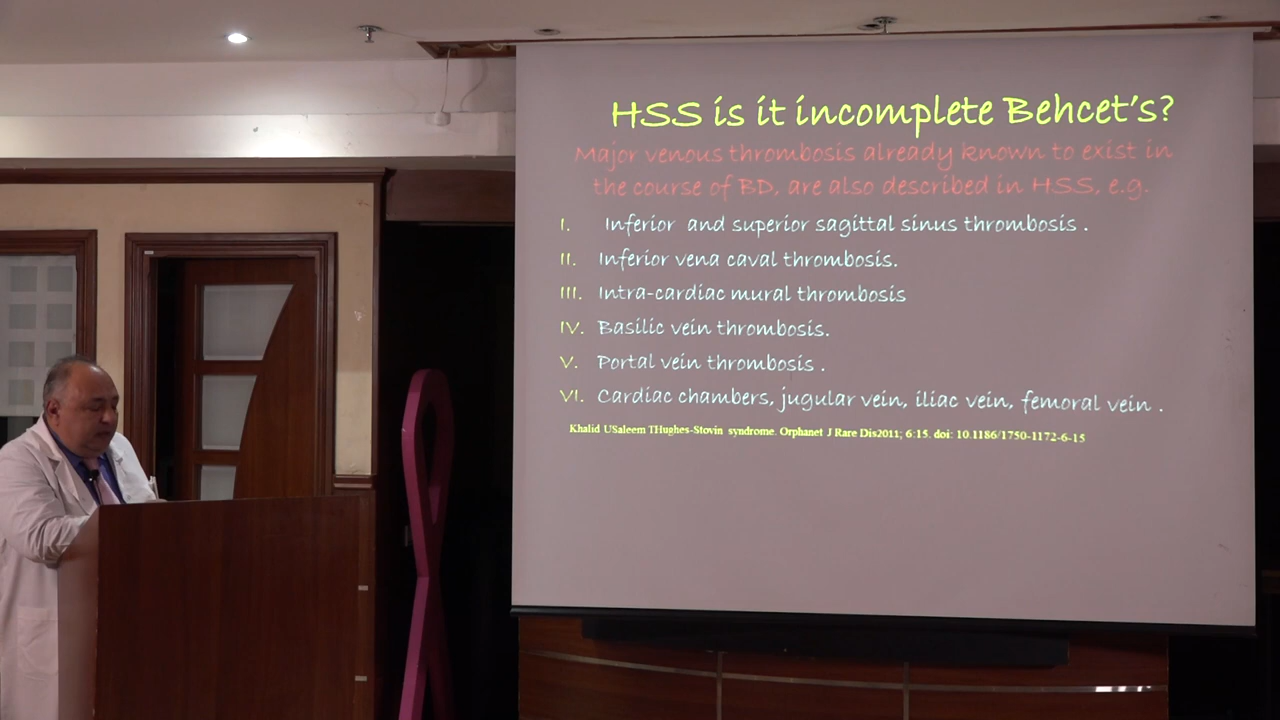 HSS is it incomplete Behcet's?
Major venous thrombosis already known to exist in
the course of BD, are also described in HSS, e.g.
I. Inferior and superior sagittal sinus thrombosis .
II. Inferior vena caval thrombosis.
III. Intra-cardiac mural thrombosis
IV. Basilic vein thrombosis.
V. Portal vein thrombosis .
VI. Cardiac chambers, jugular vein, iliac vein, femoral vein .
Khalid USaleem THughes-Stovin syndrome. Orphanet J Rare Dis2011; 6:15. doi: 10.1186/1750-1172-6-15